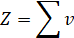 Z = ∑ v